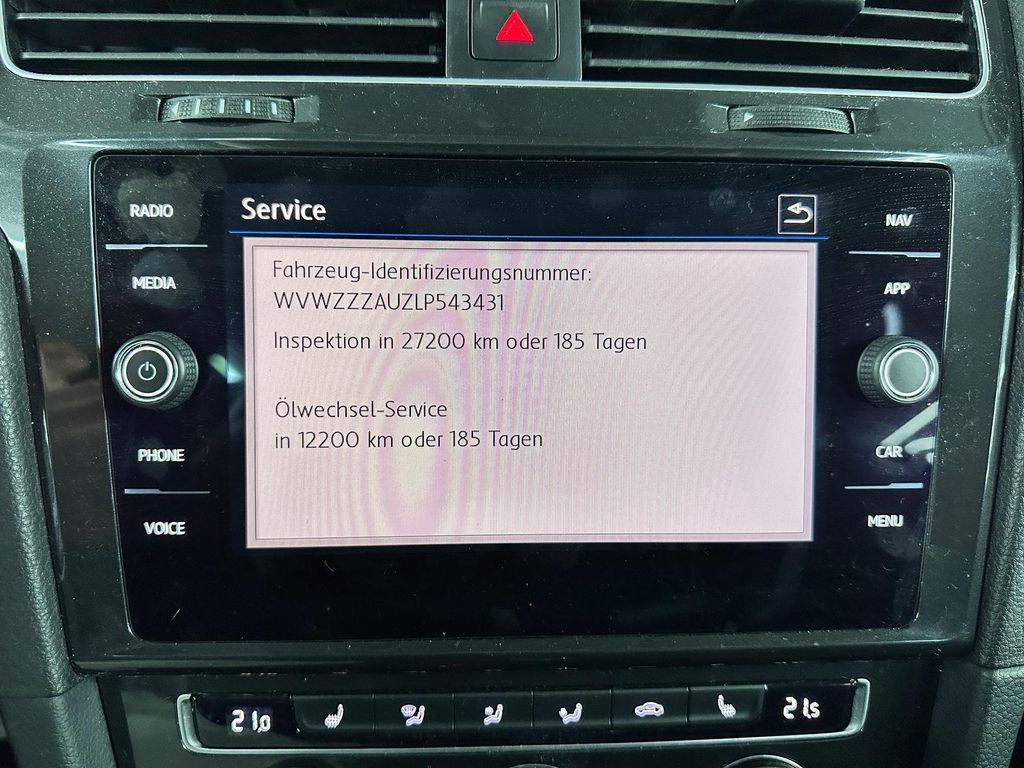 RADIO
Service
NAV
MEDIA
APP
Fahrzeug-Identifizierungsnummer:
WVWZZZAUZLP543431
Inspektion in 27200 km oder 185 Tagen
Ölwechsel-Service
in 12200 km oder 185 Tagen
PHONE
CAR
VOICE
MENU
21.0
21.5